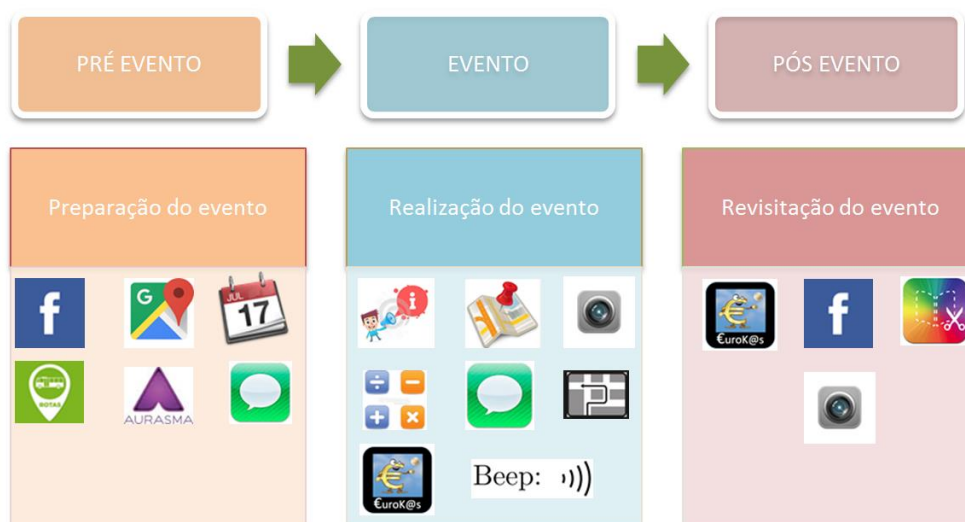 PRÉ EVENTO
EVENTO
PÓS EVENTO
Preparação do evento
Realização do evento
Revisitação do evento
f
G
JUL
17
i
f
ROTAS
AURASMA
€uroK@s
€uroK@s
Beep: